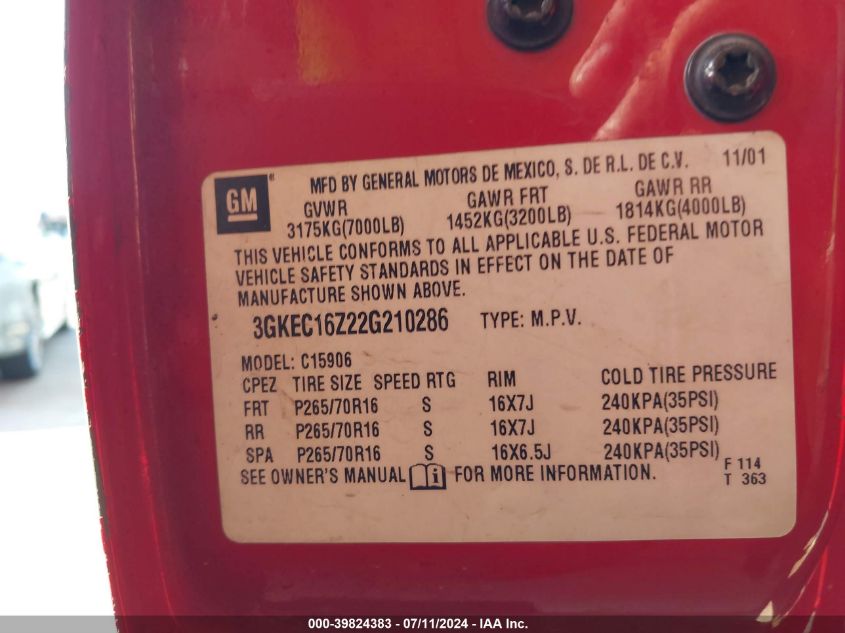 GM ® MFD BY GENERAL MOTORS DE MEXICO, S. DE R.L. DE C.V. 11/01
GVWR GAWR FRT GAWR RR
3175KG(7000LB) 1452KG(3200LB) 1814KG(4000LB)
THIS VEHICLE CONFORMS TO ALL APPLICABLE U.S. FEDERAL MOTOR
VEHICLE SAFETY STANDARDS IN EFFECT ON THE DATE OF
MANUFACTURE SHOWN ABOVE.
3GKEC16Z22G210286 TYPE: M.P.V.
MODEL: C15906
CPEZ TIRE SIZE SPEED RTG RIM COLD TIRE PRESSURE
FRT P265/70R16 S 16X7J 240KPA(35PSI)
RR P265/70R16 S 16X7J 240KPA(35PSI)
SPA P265/70R16 S 16X6.5J 240KPA(35PSI)
SEE OWNER'S MANUAL i FOR MORE INFORMATION.
F 114
T 363
000-39824383 - 07/11/2024 - IAA Inc.